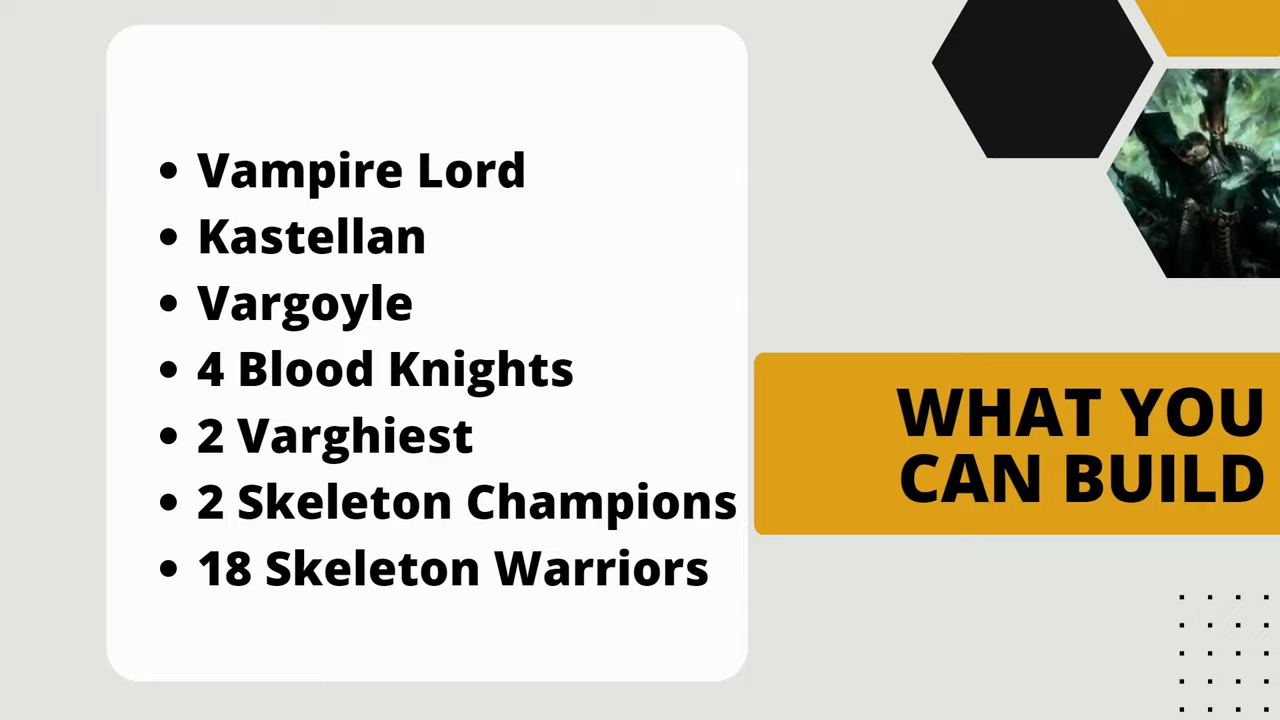 Vampire Lord
Kastellan
Vargoyle
4 Blood Knights
2 Varghiest
2 Skeleton Champions
18 Skeleton Warriors
WHAT YOU
CAN BUILD